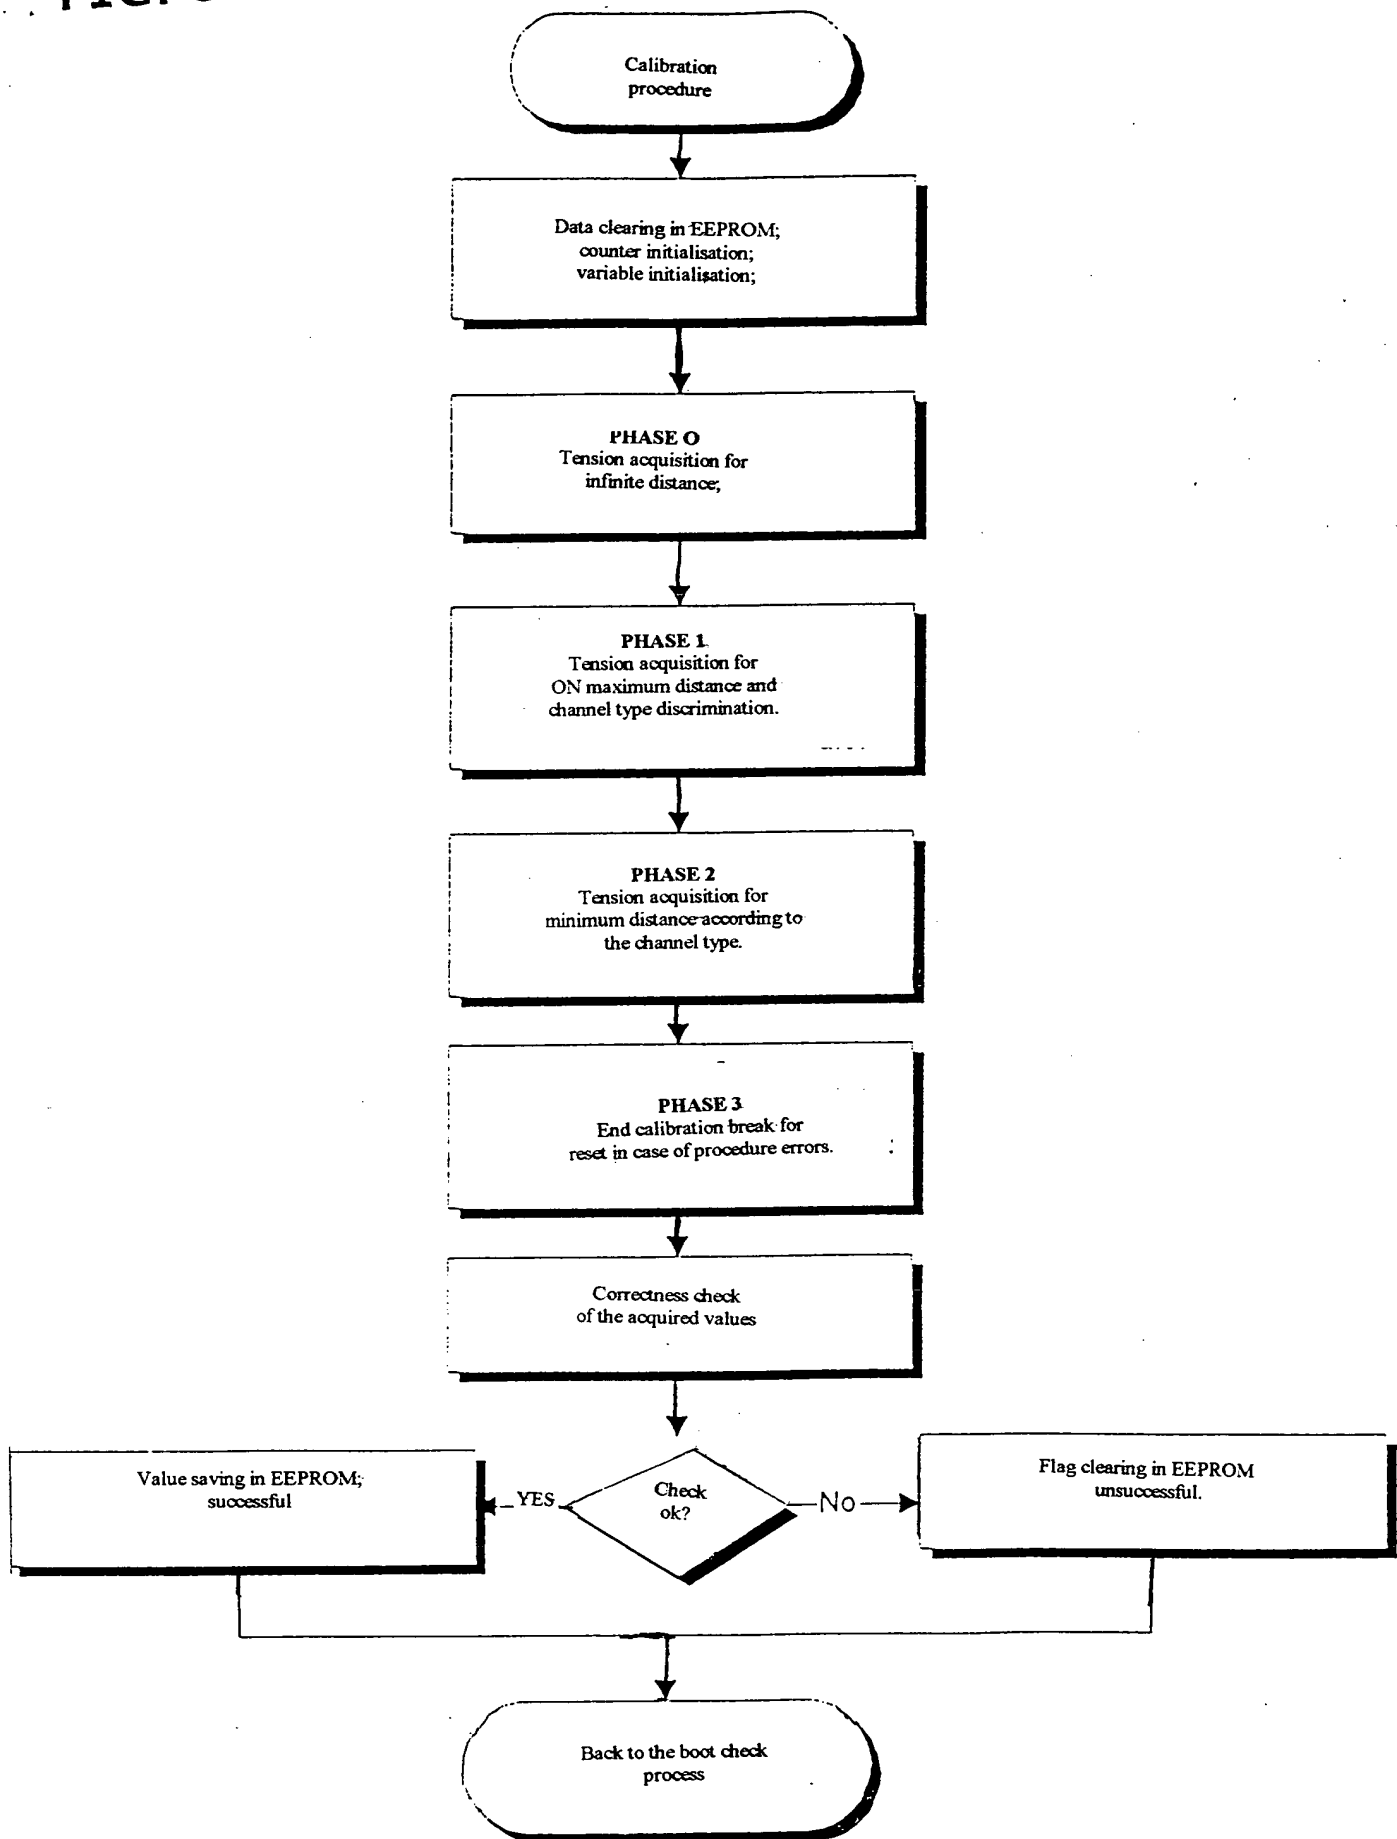 Calibration
procedure
Data clearing in EEPROM;
counter initialisation;
variable initialisation;
PHASE O
Tension acquisition for
infinite distance;
PHASE 1
Tension acquisition for
ON maximum distance and
channel type discrimination.
PHASE 2
Tension acquisition for
minimum distance according to
the channel type.
PHASE 3
End calibration break for
reset in case of procedure errors.
Correctness check
of the acquired values
Value saving in EEPROM;
successful
YES
Check
ok?
No
Flag clearing in EEPROM
unsuccessful.
Back to the boot check
process